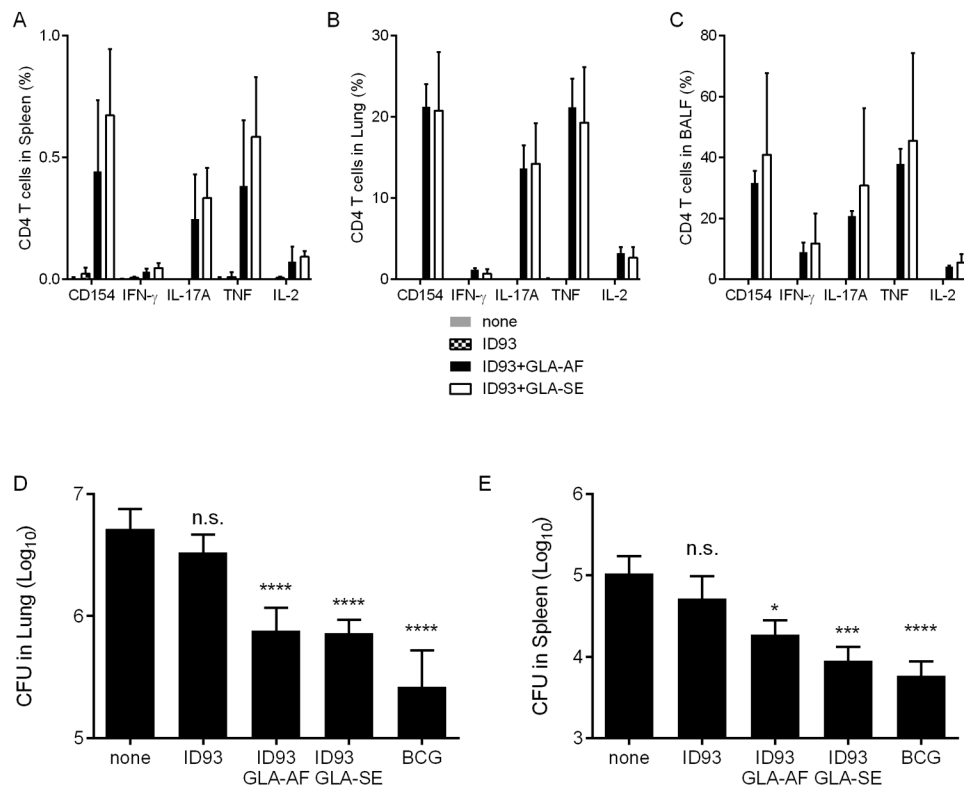 A
CD4 T cells in Spleen (%)
1.0
0.5
0.0
CD154 IFN-γ IL-17A TNF IL-2
B
CD4 T cells in Lung (%)
30
20
10
0
CD154 IFN-γ IL-17A TNF IL-2
C
CD4 T cells in BALF (%)
80
60
40
20
0
CD154 IFN-γ IL-17A TNF IL-2
none
ID93
ID93+GLA-AF
ID93+GLA-SE
D
CFU in Lung (Log₁₀)
7
6
5
n.s.
****
****
****
none ID93 ID93 ID93 BCG
GLA-AF GLA-SE
E
CFU in Spleen (Log₁₀)
6
5
4
3
n.s.
*
***
****
none ID93 ID93 ID93 BCG
GLA-AF GLA-SE